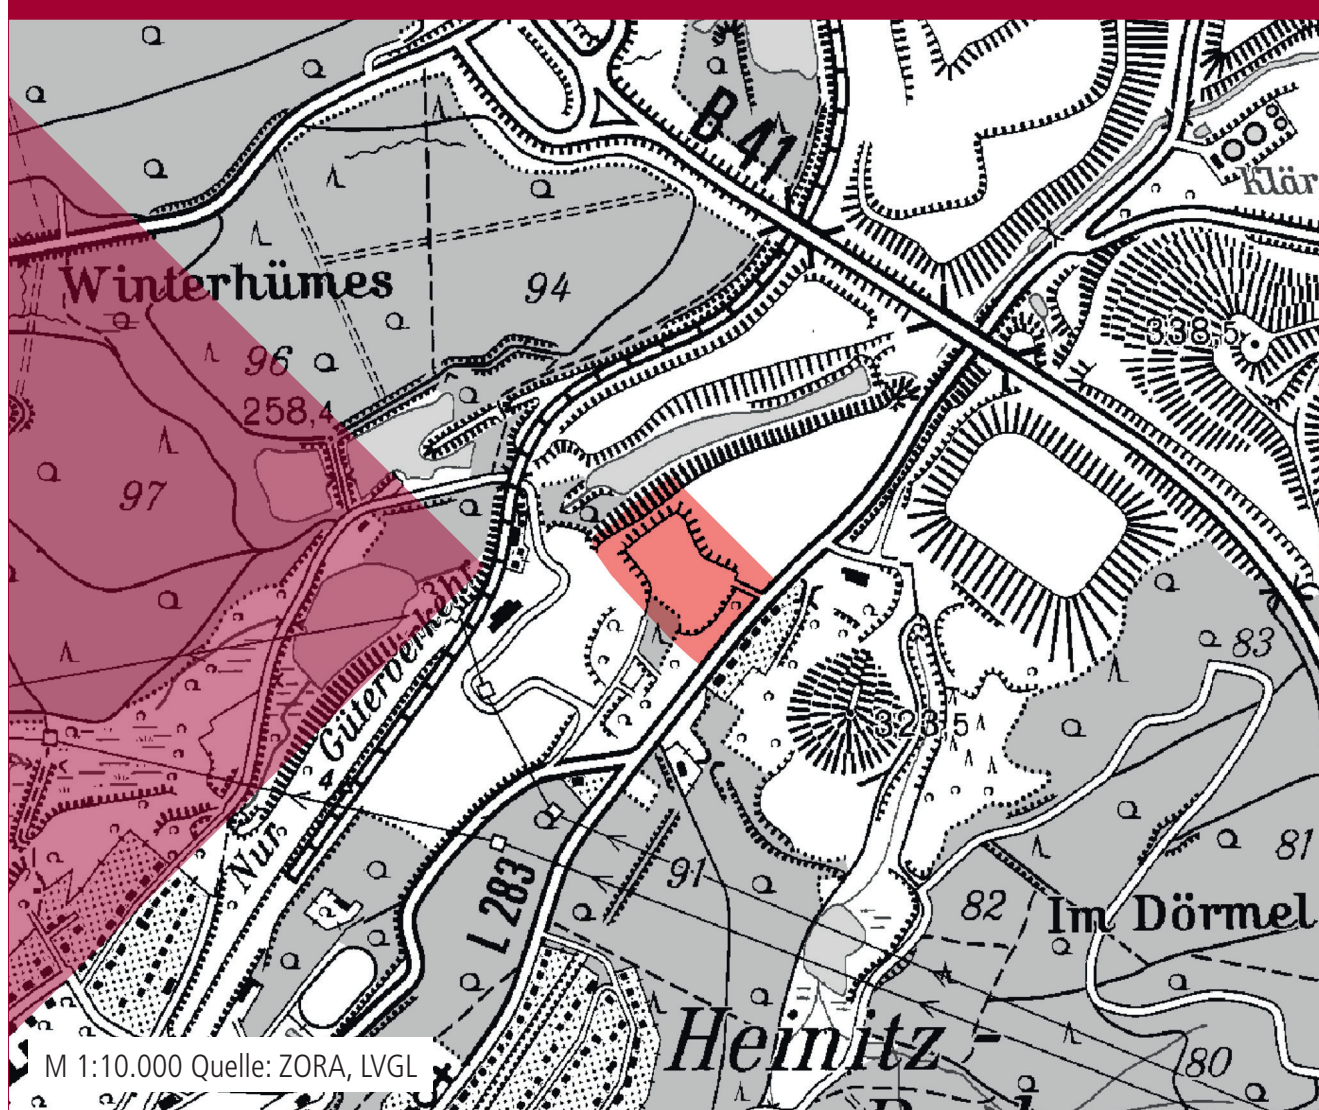 B 41
Klär
Winterhümes
94
338,5
96
258,4
97
Güterverkehr
Nur
4
83
323,5
81
L 283
91
82
Im Dörmel
Heinitz -
80
M 1:10.000 Quelle: ZORA, LVGL